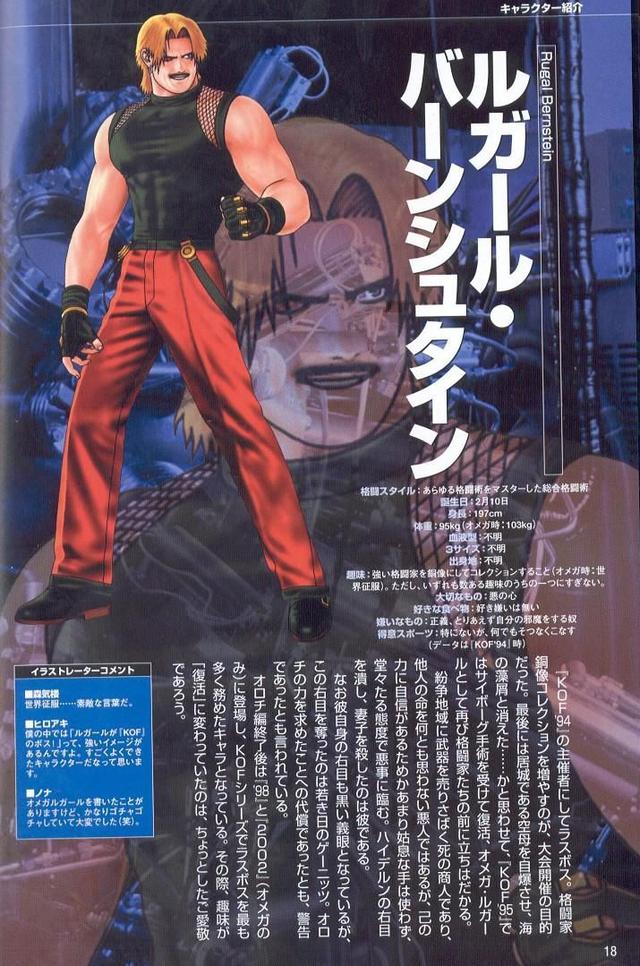 キャラクター紹介
Rugal Bernstein
ルガール・
バーンシュタイン
格闘スタイル：あらゆる格闘術をマスターした総合格闘術
誕生日：2月10日
身長：197cm
体重：95kg(オメガ時：103kg)
血液型：不明
3サイズ：不明
出身地：不明
趣味：強い格闘家を銅像にしてコレクションすること(オメガ時：世
界征服)。ただし、いずれも数ある趣味のうちの一つにすぎない。
大切なもの：悪の心
好きな食べ物：好き嫌いは無い
嫌いなもの：正義、とりあえず自分の邪魔をする奴
得意スポーツ：特にないが、何でもそつなくこなす
(データは『KOF'94』時)
『KOF'94』の主催者にしてラスボス。格闘家
銅像コレクションを増やすのが、大会開催の目的
だった。最後には居城である空母を自爆させ、海
の藻屑と消えた……かと思わせて、『KOF'95』で
はサイボーグ手術を受けて復活、オメガ・ルガー
ルとして再び格闘家たちの前に立ちはだかる。
紛争地域に武器を売りさばく死の商人であり、
他人の命を何とも思わない悪人ではあるが、己の
力に自信があるためかあまり姑息な手は使わず、
堂々たる態度で悪事に臨む。ハイデルンの右目
を潰し、妻子を殺したのは彼である。
なお彼自身の右目も黒い義眼となっているが、
この右目を奪ったのは若き日のゲーニッツ。オロ
チの力を求めたことへの代償であったとも、警告
であったとも言われている。
オロチ編終了後は『'98』と『2002』(オメガの
み)に登場し、KOFシリーズでラスボスを最も
多く務めたキャラとなっている。その際、趣味が
「復活」に変わっていたのは、ちょっとしたご愛敬
であろう。
イラストレーターコメント
■森気楼
世界征服……素敵な言葉だ。
■ヒロアキ
僕の中では「ルガールが『KOF』
のボス！」って、強いイメージが
あるんですよ。すごくよくでき
たキャラクターだなって思いま
す。
■ノナ
オメガルガールを書いたことが
ありますけど、かなりゴチャゴ
チャしていて大変でした(笑)。
18